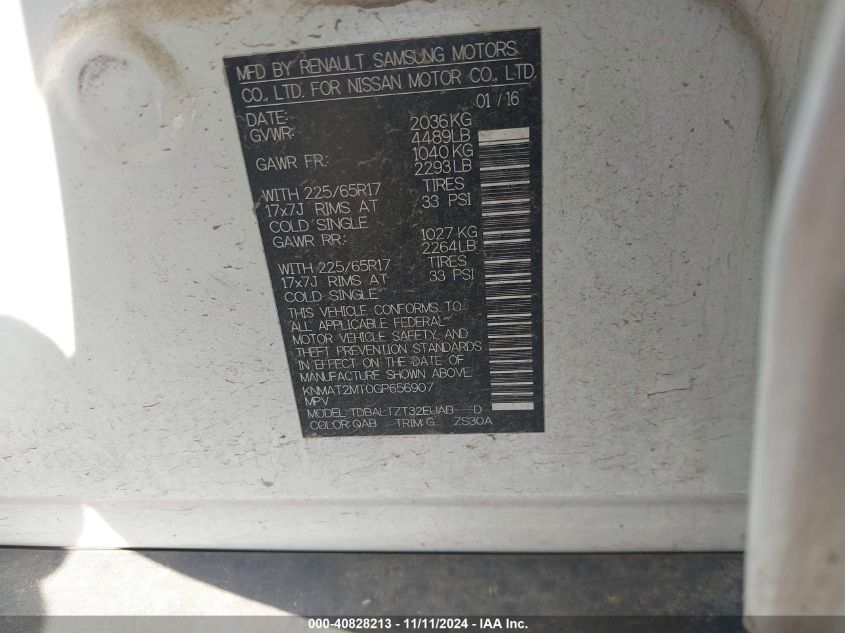 MFD BY RENAULT SAMSUNG MOTORS
CO., LTD. FOR NISSAN MOTOR CO., LTD.
DATE: 01 / 16
GVWR: 2036KG
4489LB
GAWR FR: 1040KG
2293LB
WITH 225/65R17 TIRES
17x7J RIMS AT 33 PSI
COLD SINGLE
GAWR RR: 1027KG
2264LB
WITH 225/65R17 TIRES
17x7J RIMS AT 33 PSI
COLD SINGLE
THIS VEHICLE CONFORMS TO
ALL APPLICABLE FEDERAL
MOTOR VEHICLE SAFETY AND
THEFT PREVENTION STANDARDS
IN EFFECT ON THE DATE OF
MANUFACTURE SHOWN ABOVE.
KNMAT2MT0GP656907
MPV
MODEL:TDBAL-TZT32EUAB---D
COLOR:QAB TRIM:G ZS30A
000-40828213 - 11/11/2024 - IAA Inc.